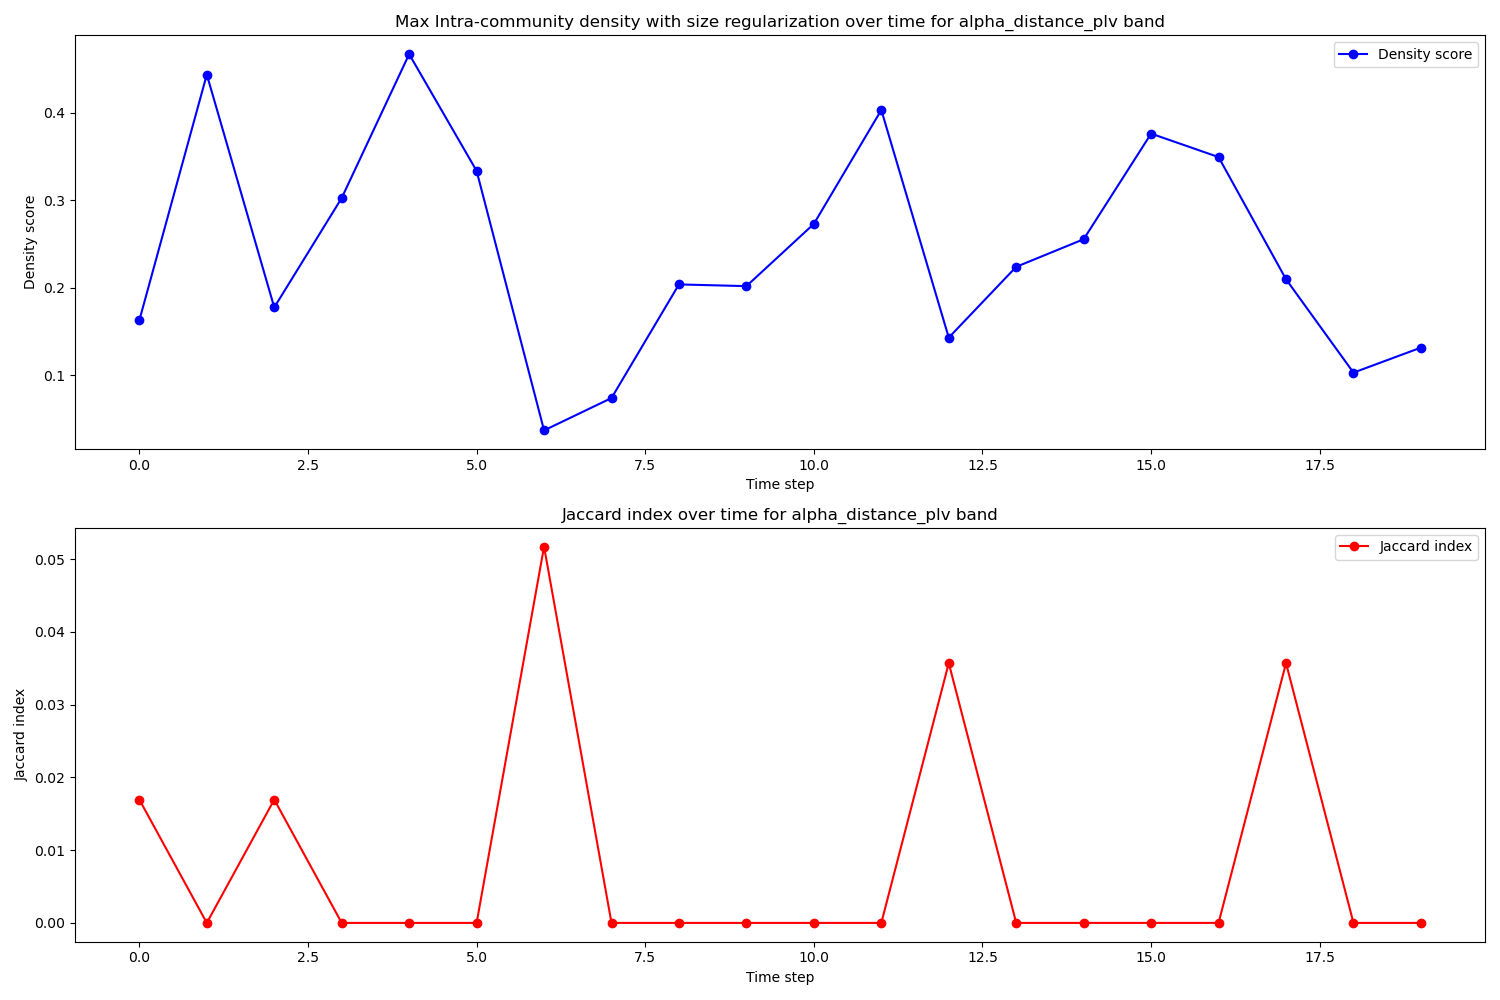 Max Intra-community density with size regularization over time for alpha_distance_plv band
Density score
Density score
0.4
0.3
0.2
0.1
0.0 2.5 5.0 7.5 10.0 12.5 15.0 17.5
Time step
Jaccard index over time for alpha_distance_plv band
Jaccard index
Jaccard index
0.05
0.04
0.03
0.02
0.01
0.00
0.0 2.5 5.0 7.5 10.0 12.5 15.0 17.5
Time step